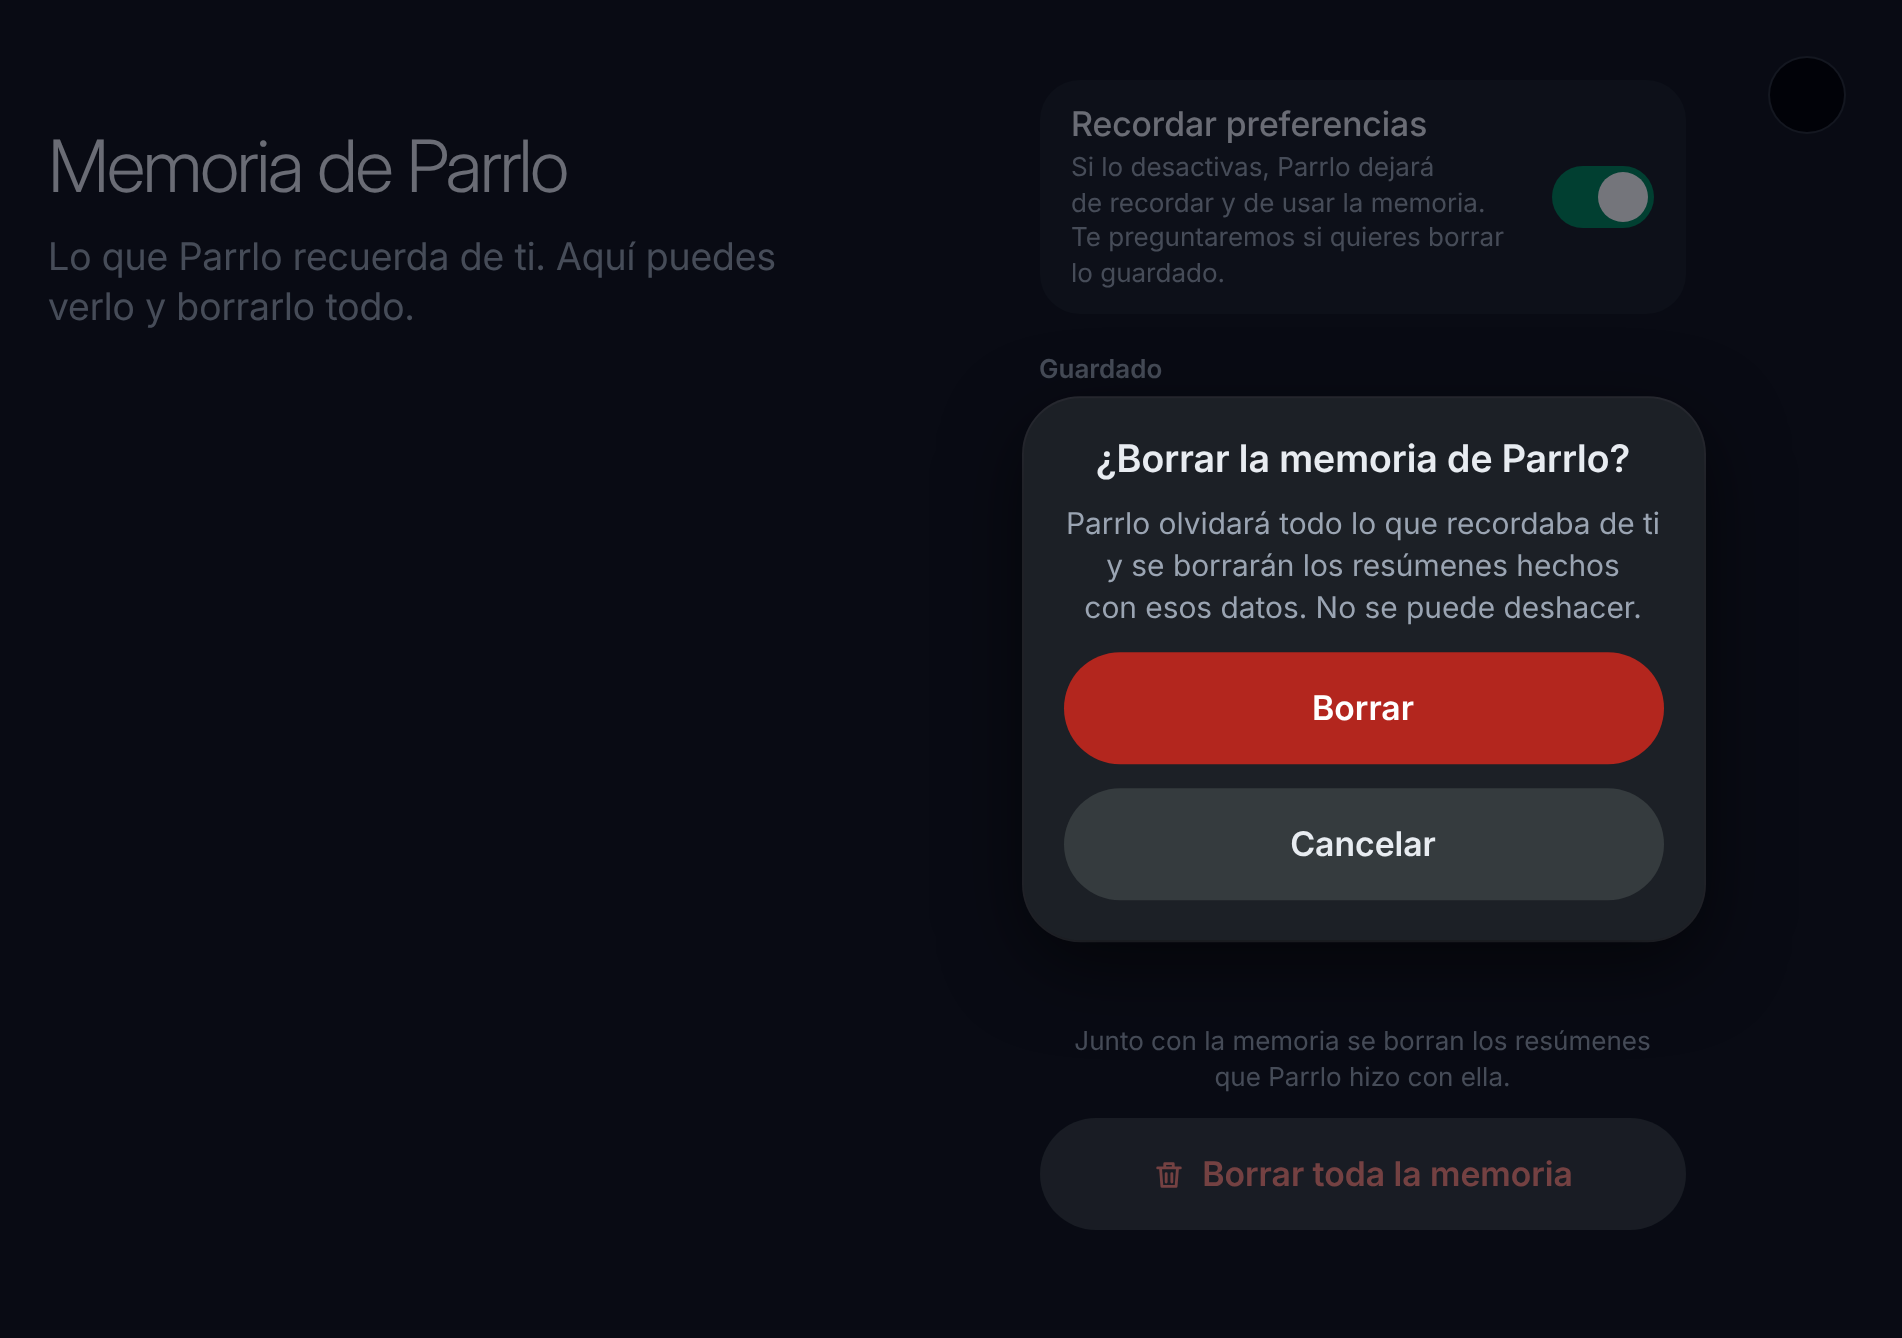 Memoria de Parrlo
Lo que Parrlo recuerda de ti. Aquí puedes
verlo y borrarlo todo.
Recordar preferencias
Si lo desactivas, Parrlo dejará
de recordar y de usar la memoria.
Te preguntaremos si quieres borrar
lo guardado.
Guardado
¿Borrar la memoria de Parrlo?
Parrlo olvidará todo lo que recordaba de ti
y se borrarán los resúmenes hechos
con esos datos. No se puede deshacer.
Borrar
Cancelar
Junto con la memoria se borran los resúmenes
que Parrlo hizo con ella.
Borrar toda la memoria